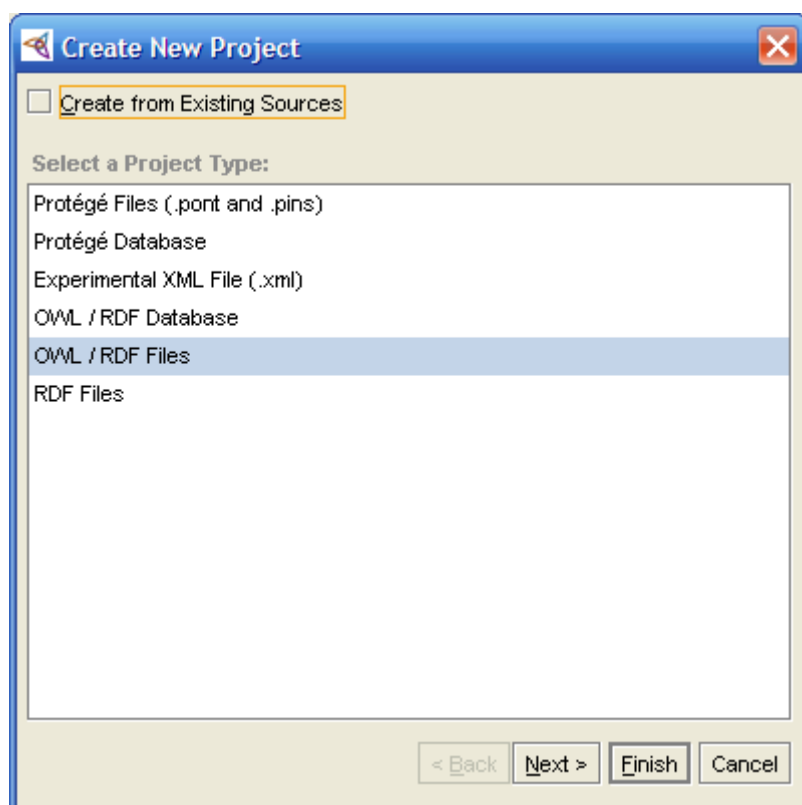 Create New Project
Create from Existing Sources
Select a Project Type:
Protégé Files (.pont and .pins)
Protégé Database
Experimental XML File (.xml)
OWL / RDF Database
OWL / RDF Files
RDF Files
< Back Next > Finish Cancel